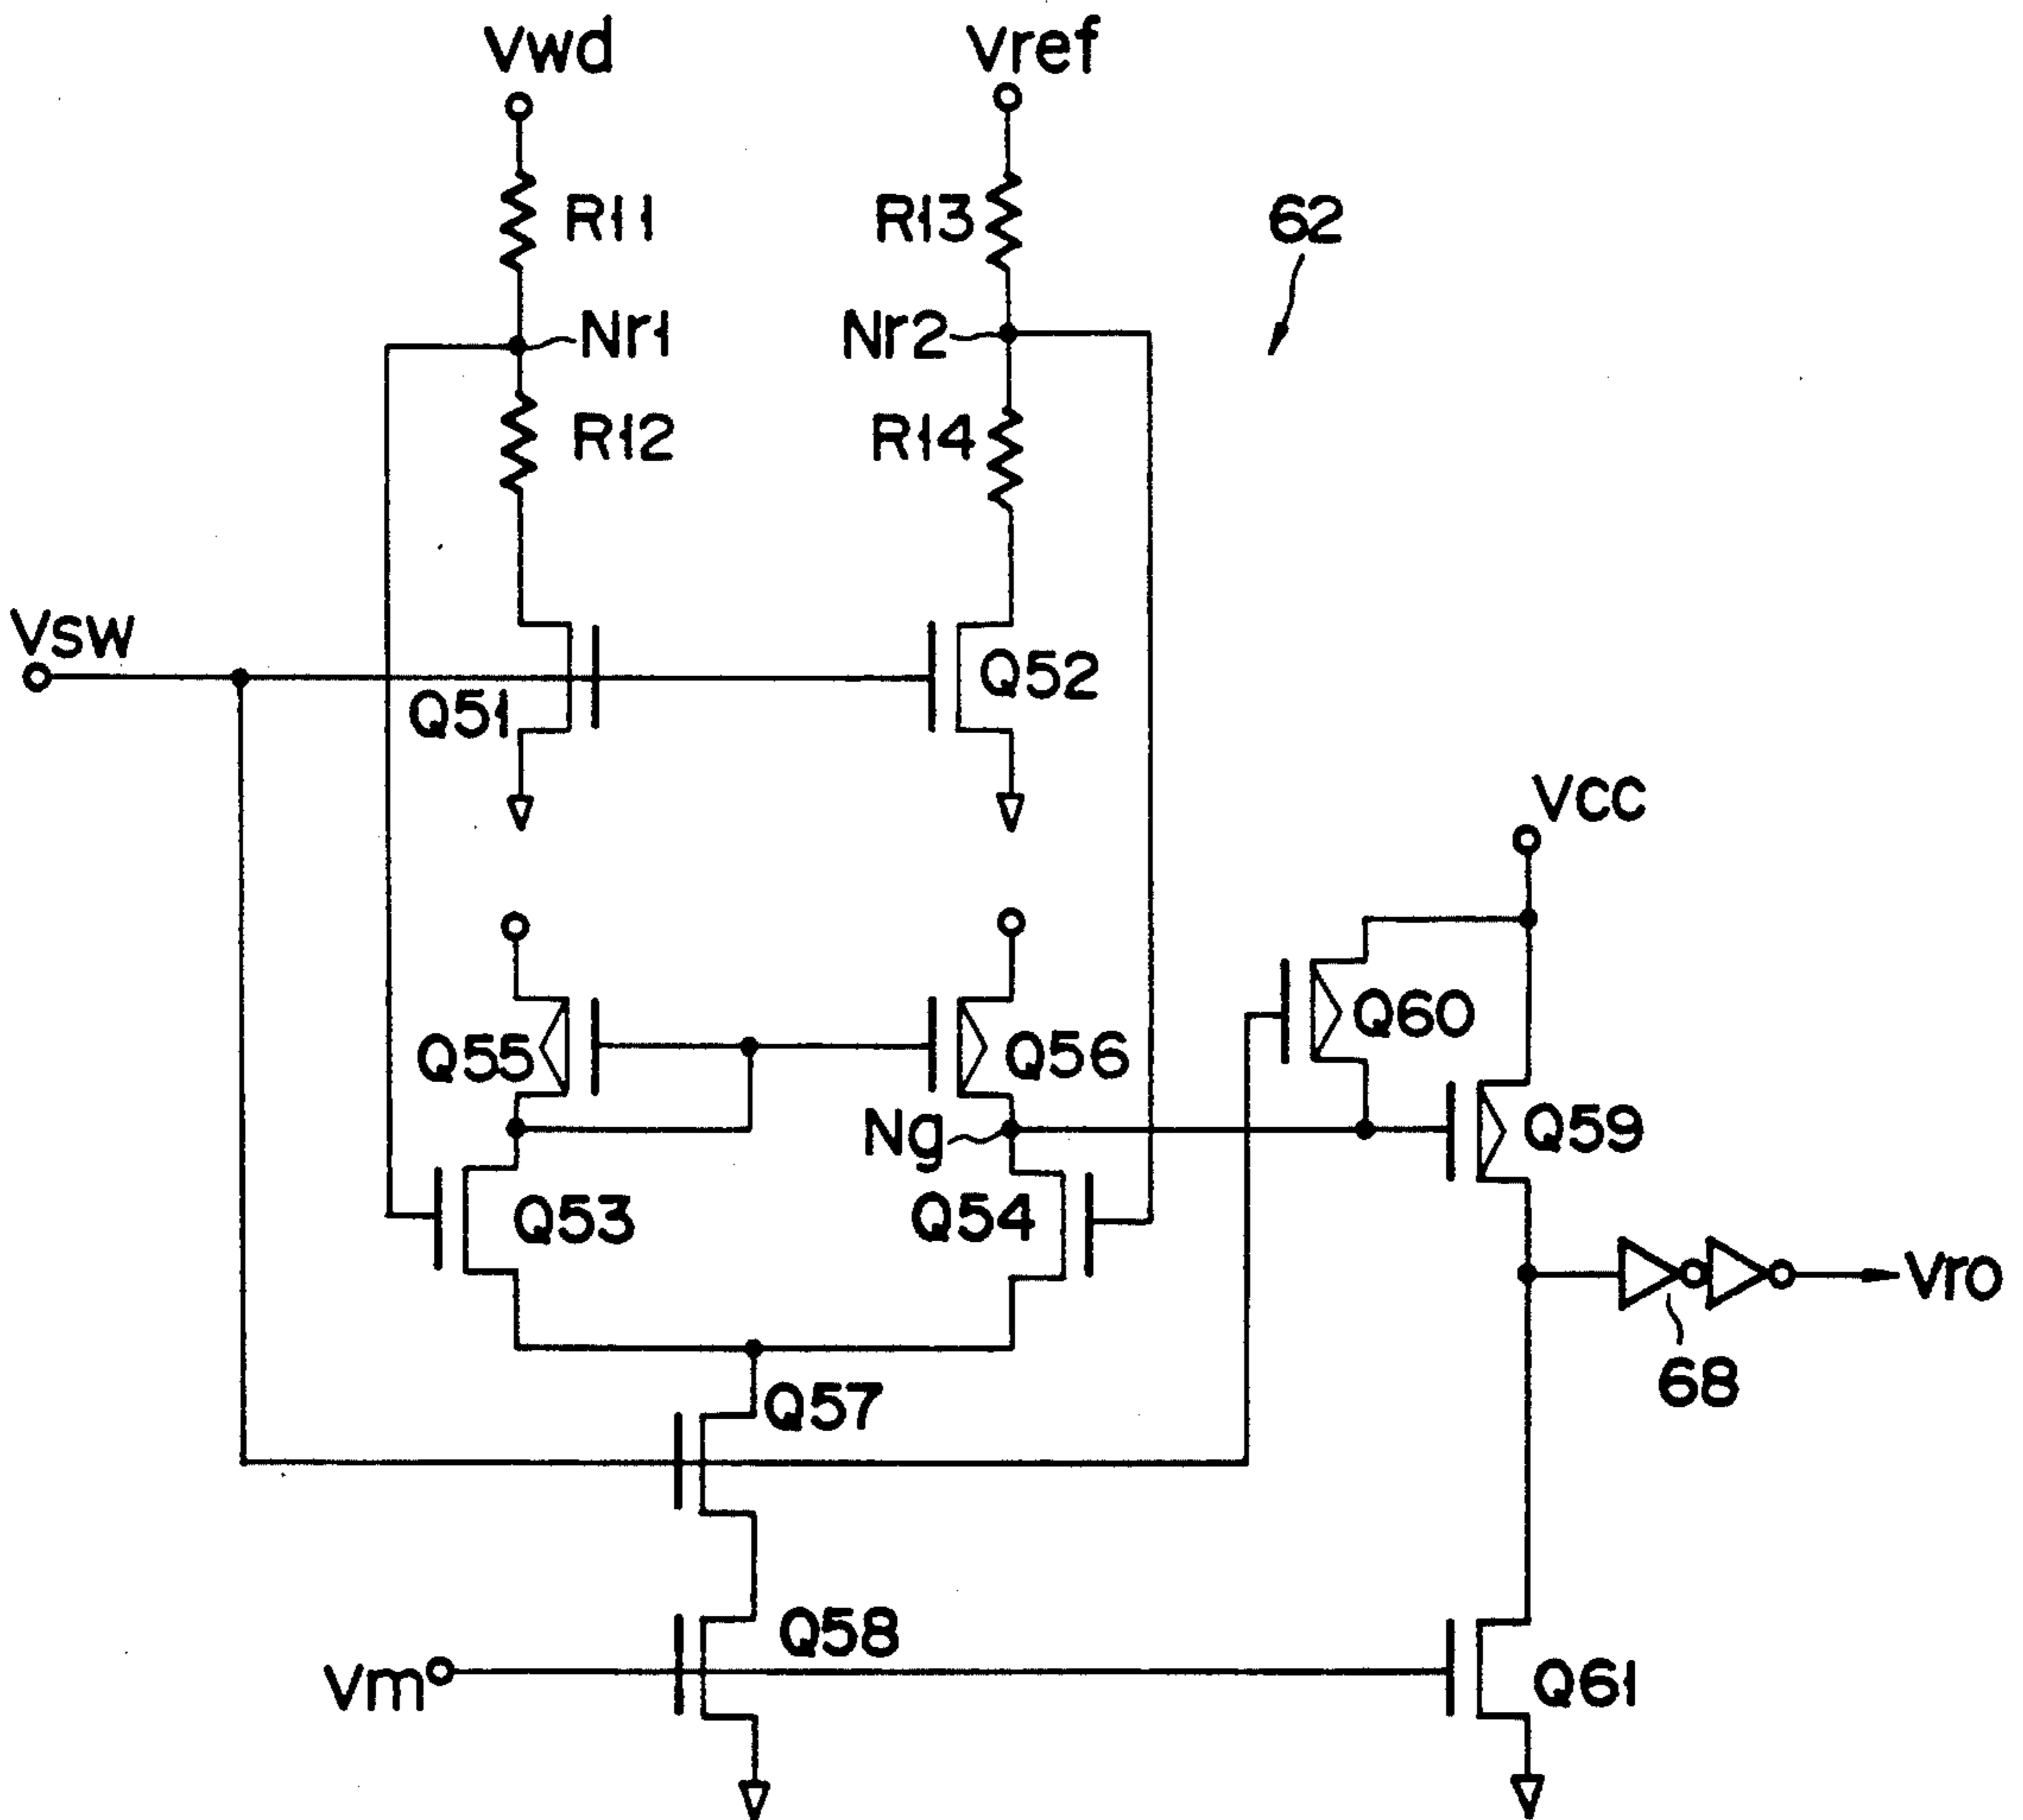 Vwd
Vref
R11
R13
62
Nr1
Nr2
R12
R14
Vsw
Q51
Q52
Vcc
Q55
Q56
Q60
Ng
Q59
Q53
Q54
Vro
68
Q57
Q58
Vm
Q61